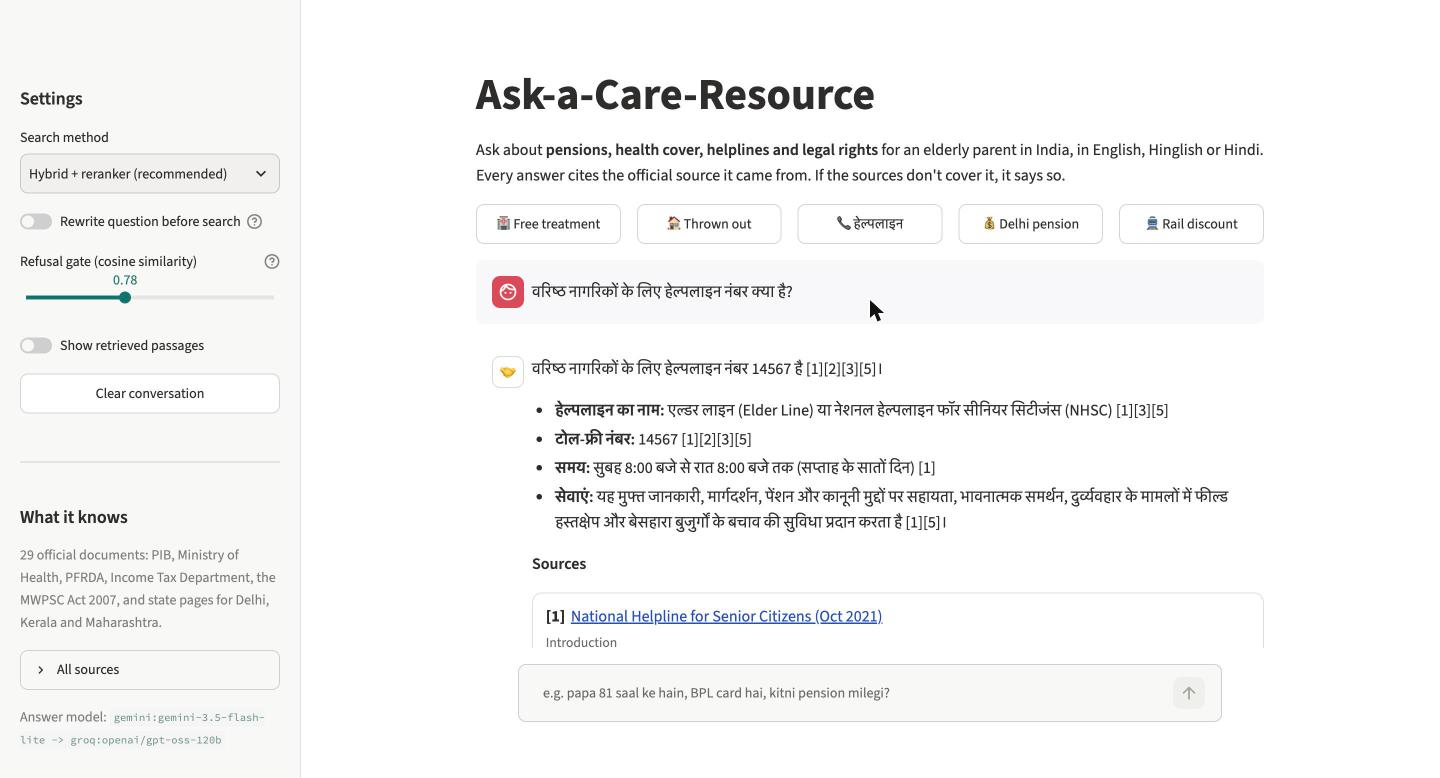 Settings
Search method
Hybrid + reranker (recommended)
Rewrite question before search
Refusal gate (cosine similarity)
0.78
Show retrieved passages
Clear conversation
What it knows
29 official documents: PIB, Ministry of
Health, PFRDA, Income Tax Department, the
MWPSC Act 2007, and state pages for Delhi,
Kerala and Maharashtra.
All sources
Answer model: gemini:gemini-3.5-flash-
lite -> groq:openai/gpt-oss-120b
Ask-a-Care-Resource
Ask about pensions, health cover, helplines and legal rights for an elderly parent in India, in English, Hinglish or Hindi.
Every answer cites the official source it came from. If the sources don't cover it, it says so.
Free treatment
Thrown out
हेल्पलाइन
Delhi pension
Rail discount
वरिष्ठ नागरिकों के लिए हेल्पलाइन नंबर क्या है?
वरिष्ठ नागरिकों के लिए हेल्पलाइन नंबर 14567 है [1][2][3][5]।
• हेल्पलाइन का नाम: एल्डर लाइन (Elder Line) या नेशनल हेल्पलाइन फॉर सीनियर सिटीजंस (NHSC) [1][3][5]
• टोल-फ्री नंबर: 14567 [1][2][3][5]
• समय: सुबह 8:00 बजे से रात 8:00 बजे तक (सप्ताह के सातों दिन) [1]
• सेवाएं: यह मुफ्त जानकारी, मार्गदर्शन, पेंशन और कानूनी मुद्दों पर सहायता, भावनात्मक समर्थन, दुर्व्यवहार के मामलों में फील्ड
हस्तक्षेप और बेसहारा बुजुर्गों के बचाव की सुविधा प्रदान करता है [1][5]।
Sources
[1] National Helpline for Senior Citizens (Oct 2021)
Introduction
e.g. papa 81 saal ke hain, BPL card hai, kitni pension milegi?